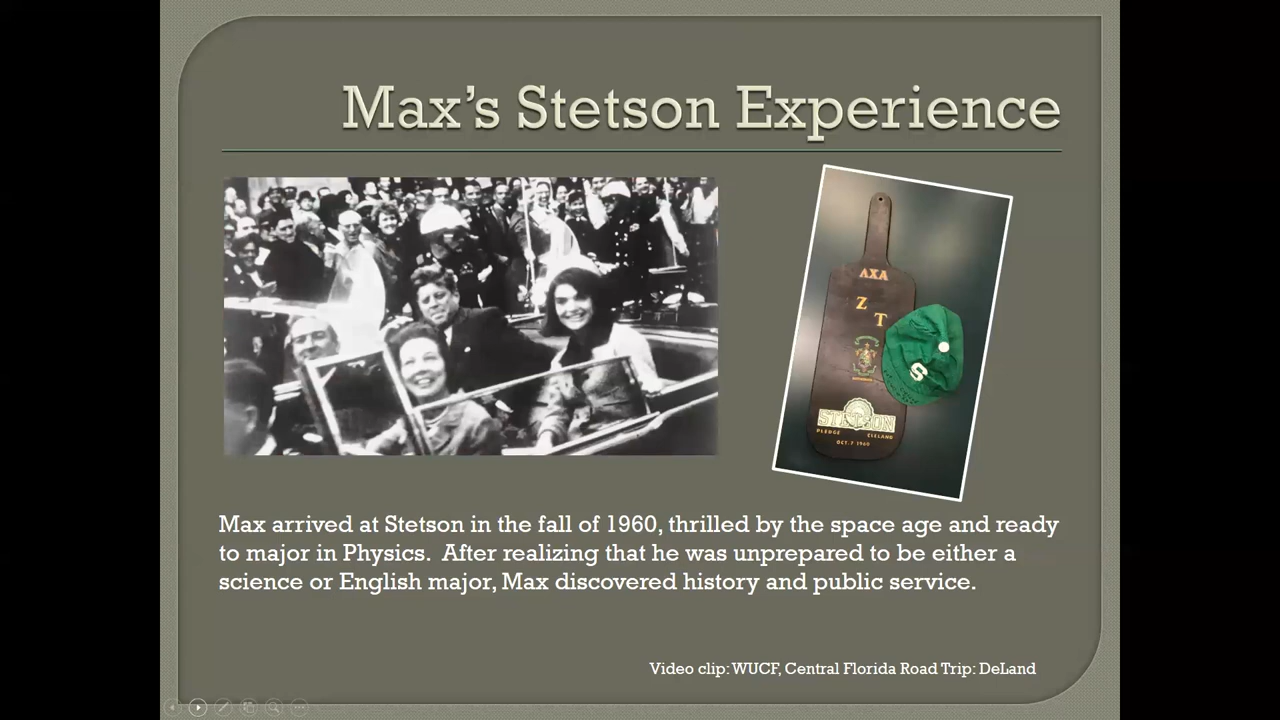 Max's Stetson Experience
ΛΧΑ
Z
T
S
STETSON
PLEDGE CLELAND
OCT. 7 1960
Max arrived at Stetson in the fall of 1960, thrilled by the space age and ready
to major in Physics. After realizing that he was unprepared to be either a
science or English major, Max discovered history and public service.
Video clip: WUCF, Central Florida Road Trip: DeLand